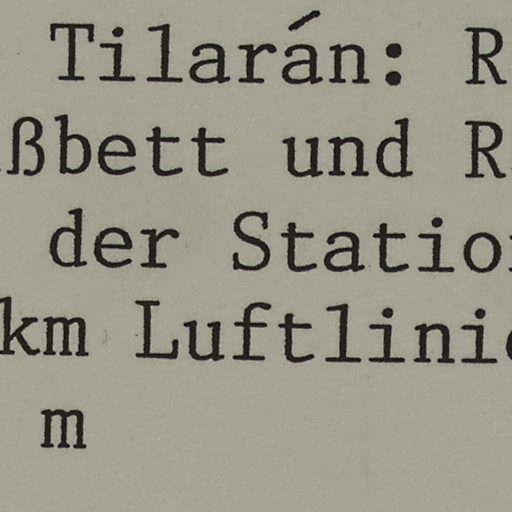 Tilarán: R
ßbett und R
der Statio
km Luftlini
m